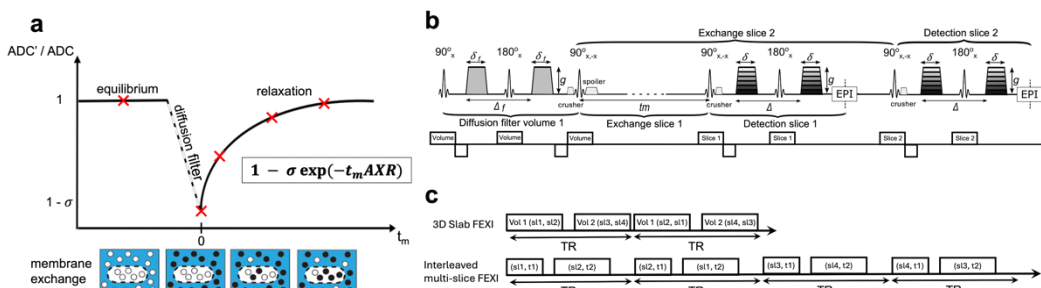 a
ADC' / ADC
equilibrium
relaxation
1
diffusion filter
1 − σ exp(−tmAXR)
1 - σ
0
tm
membrane
exchange
b
Exchange slice 2
Detection slice 2
90°x
δf
180°x
δf
90°x,-x
90°x,-x
δ
180°x
δ
90°x,-x
δ
180°x
δ
spoiler
g
g
g
EPI
EPI
crusher
crusher
crusher
Δf
tm
Δ
Δ
Diffusion filter volume 1
Exchange slice 1
Detection slice 1
Volume
Volume
Volume
Slice 1
Slice 1
Slice 2
Slice 2
c
3D Slab FEXI
Vol 1 (sl1, sl2)
Vol 2 (sl3, sl4)
Vol 1 (sl2, sl1)
Vol 2 (sl4, sl3)
TR
TR
Interleaved
multi-slice FEXI
(sl1, t1)
(sl2, t2)
(sl2, t1)
(sl1, t2)
(sl3, t1)
(sl4, t2)
(sl4, t1)
(sl3, t2)
TR
TR
TR
TR